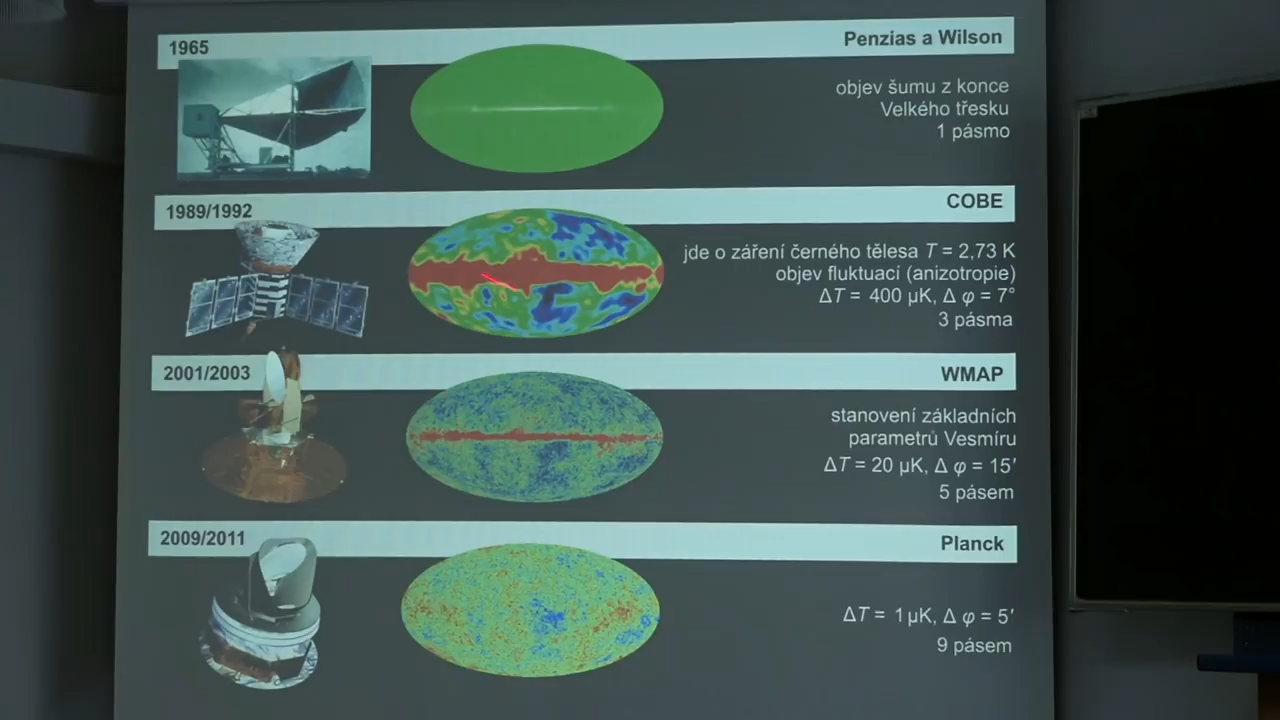 1965
Penzias a Wilson
objev šumu z konce
Velkého třesku
1 pásmo
1989/1992
COBE
jde o záření černého tělesa T = 2,73 K
objev fluktuací (anizotropie)
ΔT = 400 μK, Δ φ = 7°
3 pásma
2001/2003
WMAP
stanovení základních
parametrů Vesmíru
ΔT = 20 μK, Δ φ = 15′
5 pásem
2009/2011
Planck
ΔT = 1 μK, Δ φ = 5′
9 pásem